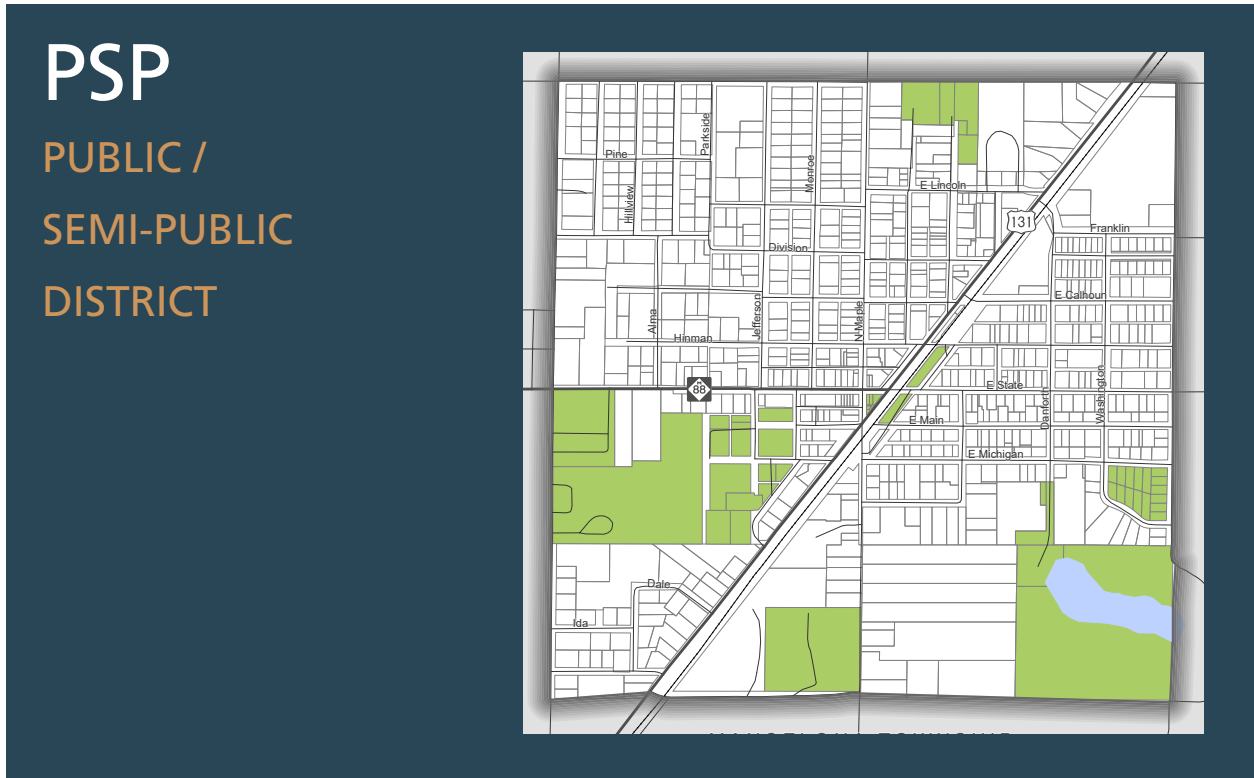 PSP
PUBLIC /
SEMI-PUBLIC
DISTRICT
Parkside
Pine
Monroe
Hillview
E Lincoln
131
Franklin
Division
E Calhoun
Jefferson
N Maple
Alma
Hinman
88
E State
Danforth
Washington
E Main
E Michigan
Dale
Ida